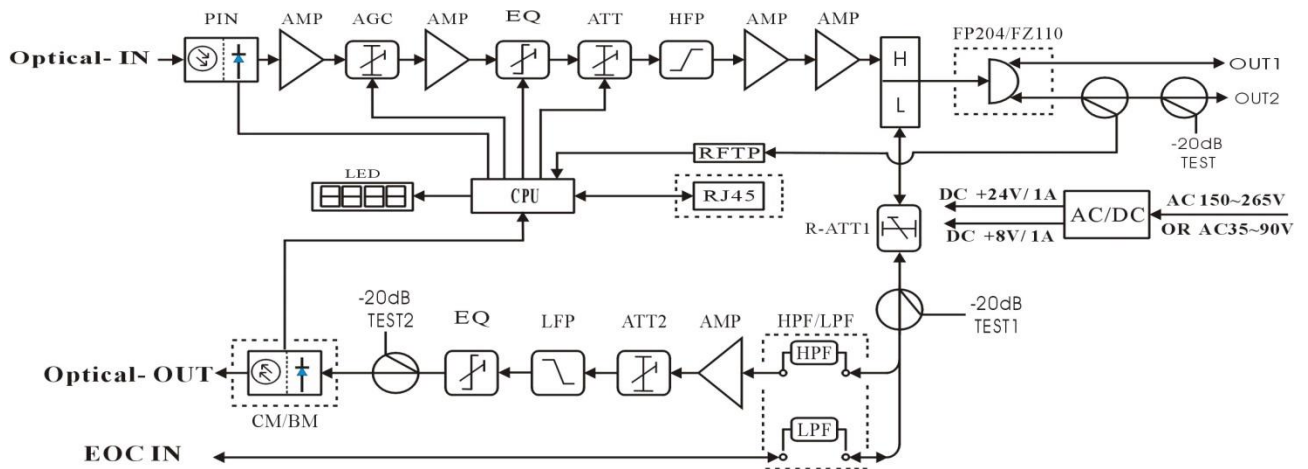 PIN AMP AGC AMP EQ ATT HFP AMP AMP
FP204/FZ110
Optical- IN
H
L
OUT1
OUT2
-20dB
TEST
RFTP
LED
8888
CPU
RJ45
DC +24V/ 1A
DC +8V/ 1A
AC/DC
AC 150~265V
OR AC35~90V
R-ATT1
-20dB
TEST1
-20dB
TEST2
EQ LFP ATT2 AMP HPF/LPF
HPF
Optical- OUT
CM/BM
LPF
EOC IN